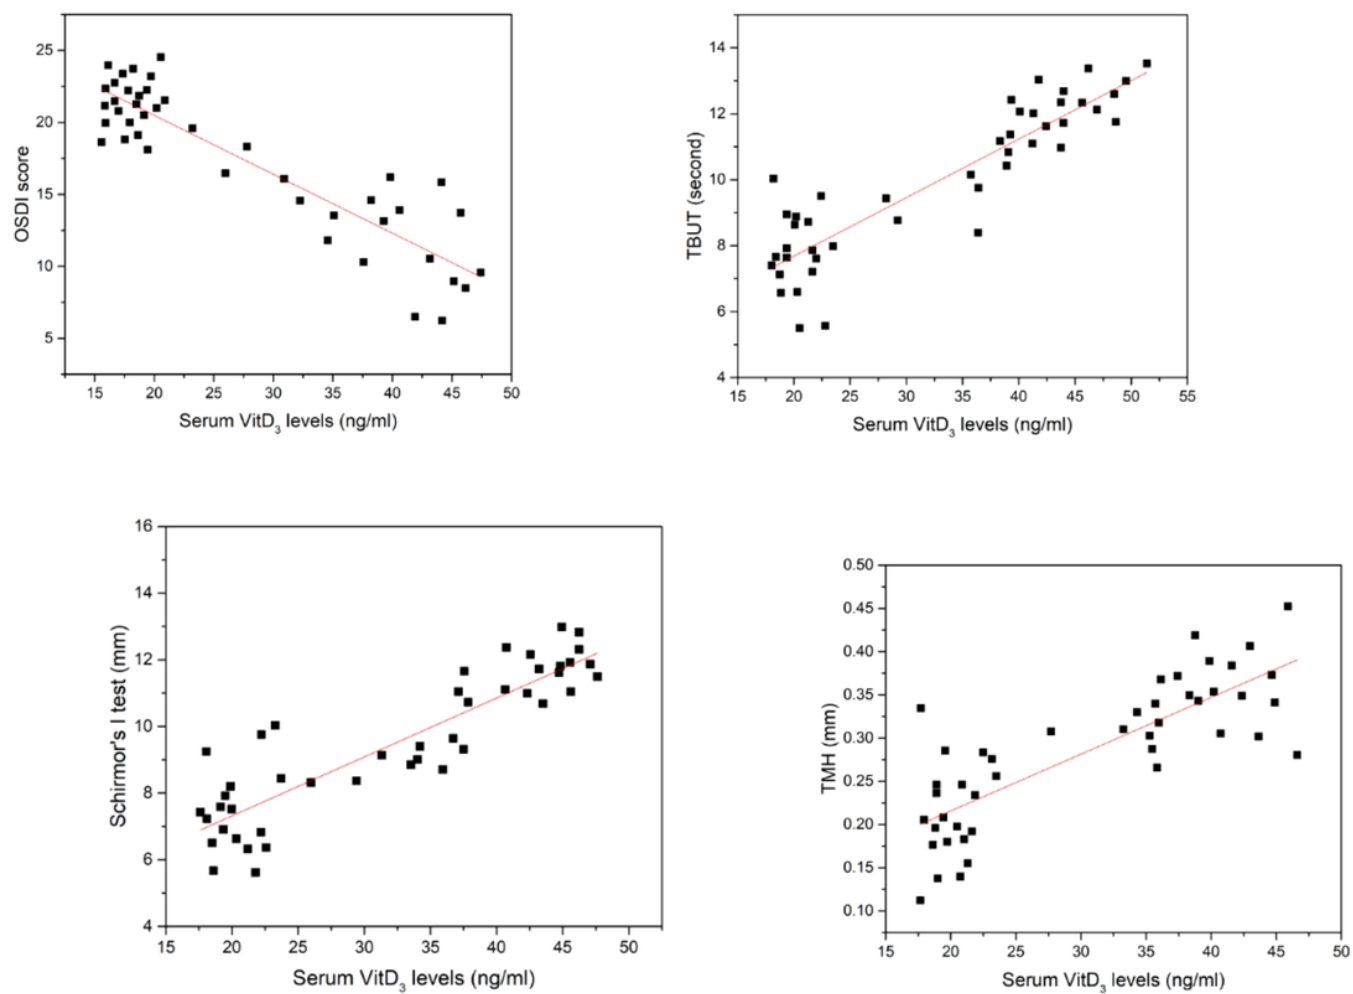 25
20
15
10
5
OSDI score
15 20 25 30 35 40 45 50
Serum VitD₃ levels (ng/ml)
14
12
10
8
6
4
TBUT (second)
15 20 25 30 35 40 45 50 55
Serum VitD₃ levels (ng/ml)
16
14
12
10
8
6
4
Schirmor's I test (mm)
15 20 25 30 35 40 45 50
Serum VitD₃ levels (ng/ml)
0.50
0.45
0.40
0.35
0.30
0.25
0.20
0.15
0.10
TMH (mm)
15 20 25 30 35 40 45 50
Serum VitD₃ levels (ng/ml)